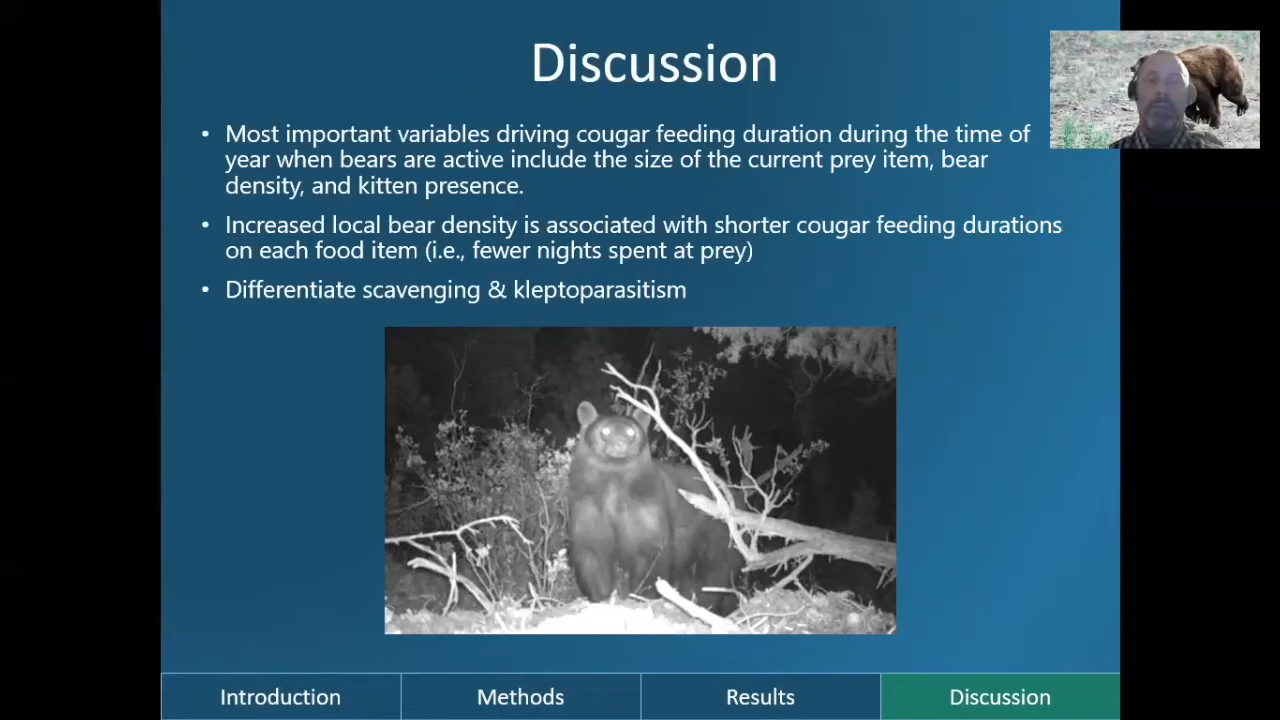 Discussion
• Most important variables driving cougar feeding duration during the time of
year when bears are active include the size of the current prey item, bear
density, and kitten presence.
• Increased local bear density is associated with shorter cougar feeding durations
on each food item (i.e., fewer nights spent at prey)
• Differentiate scavenging & kleptoparasitism
Introduction
Methods
Results
Discussion